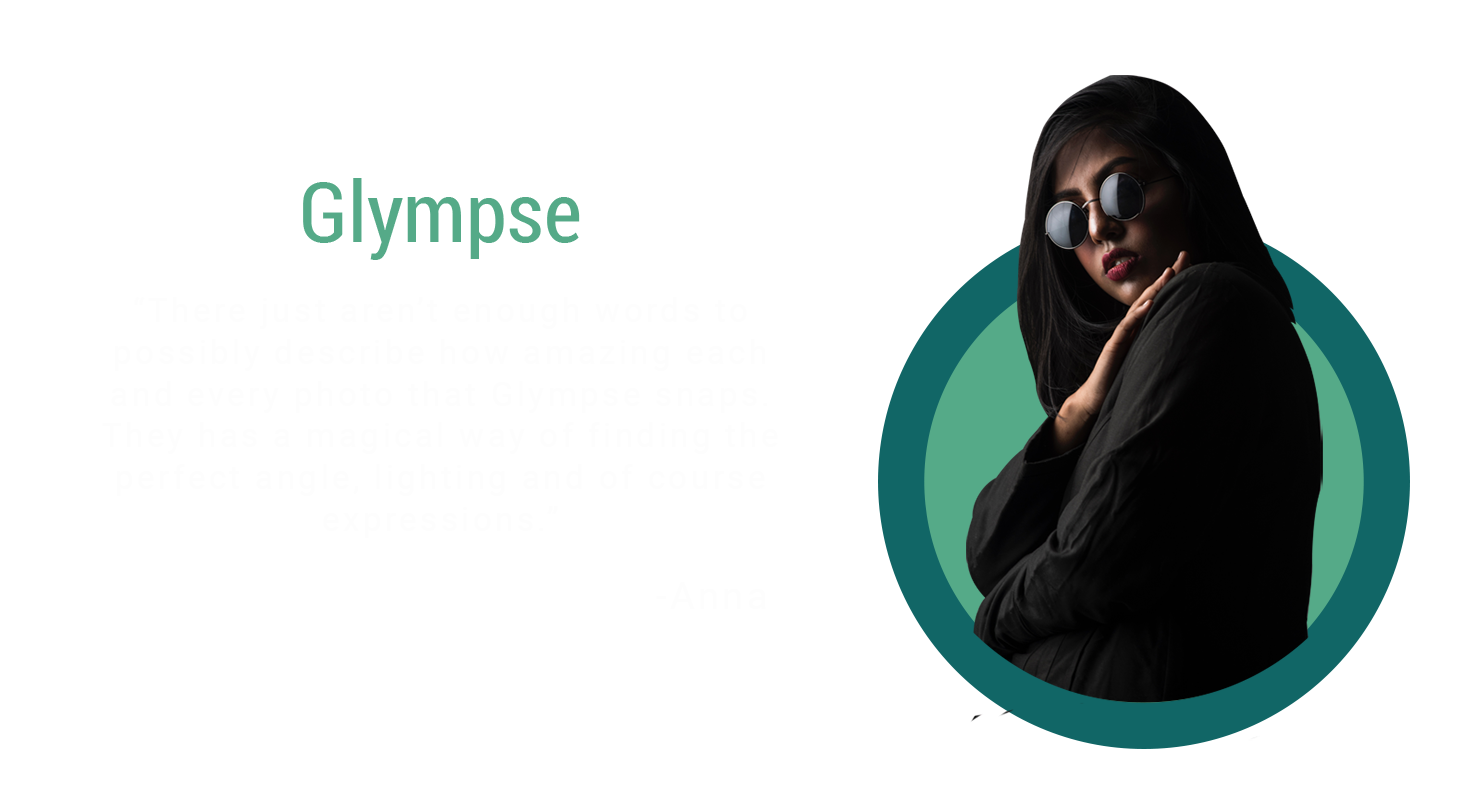 Glympse
"There just aren't enough words to
possibly describe how amazing each
and every photo that Glympse snaps.
They has a magical way of finding the
perfect angle, lighting and of course
expressions."
-Anna